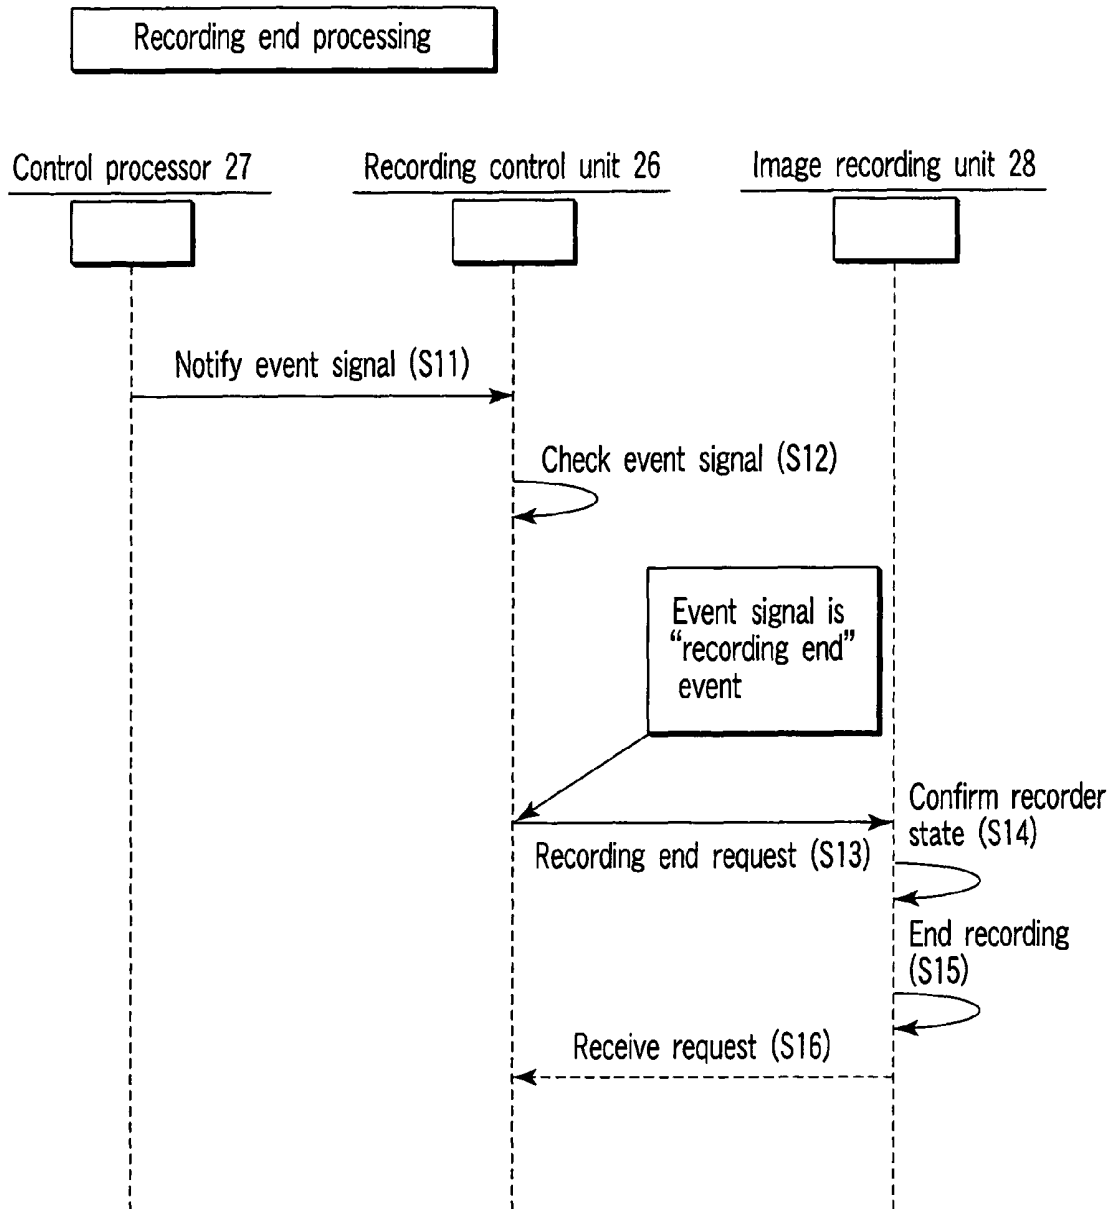 Recording end processing
Control processor 27
Recording control unit 26
Image recording unit 28
Notify event signal (S11)
Check event signal (S12)
Event signal is
“recording end”
event
Confirm recorder
state (S14)
Recording end request (S13)
End recording
(S15)
Receive request (S16)